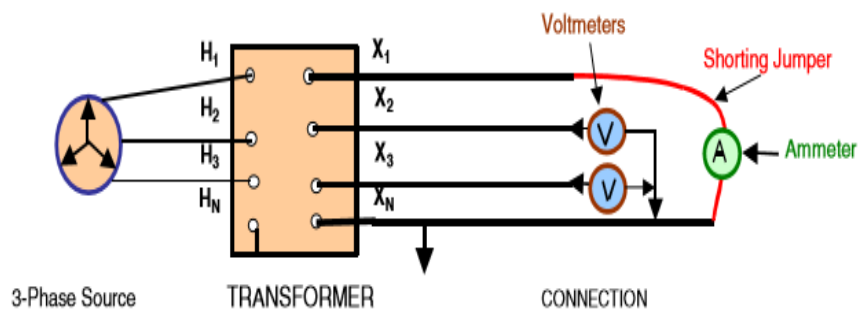 Voltmeters
H1
X1
Shorting Jumper
H2
X2
V
H3
X3
A
Ammeter
HN
XN
V
3-Phase Source
TRANSFORMER
CONNECTION